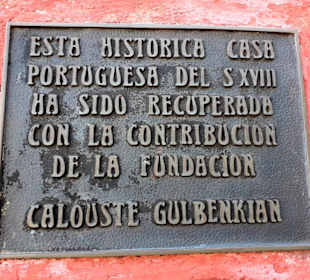 ESTA HISTORICA CASA
PORTUGUESA DEL S XVIII
HA SIDO RECUPERADA
CON LA CONTRIBUCION
DE LA FUNDACION
CALOUSTE GULBENKIAN